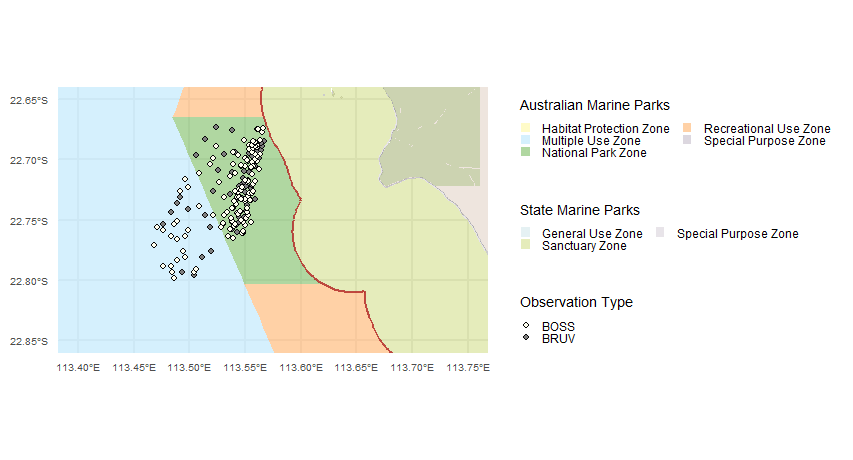 22.65°S
22.70°S
22.75°S
22.80°S
22.85°S
113.40°E 113.45°E 113.50°E 113.55°E 113.60°E 113.65°E 113.70°E 113.75°E
Australian Marine Parks
Habitat Protection Zone Recreational Use Zone
Multiple Use Zone Special Purpose Zone
National Park Zone
State Marine Parks
General Use Zone Special Purpose Zone
Sanctuary Zone
Observation Type
BOSS
BRUV